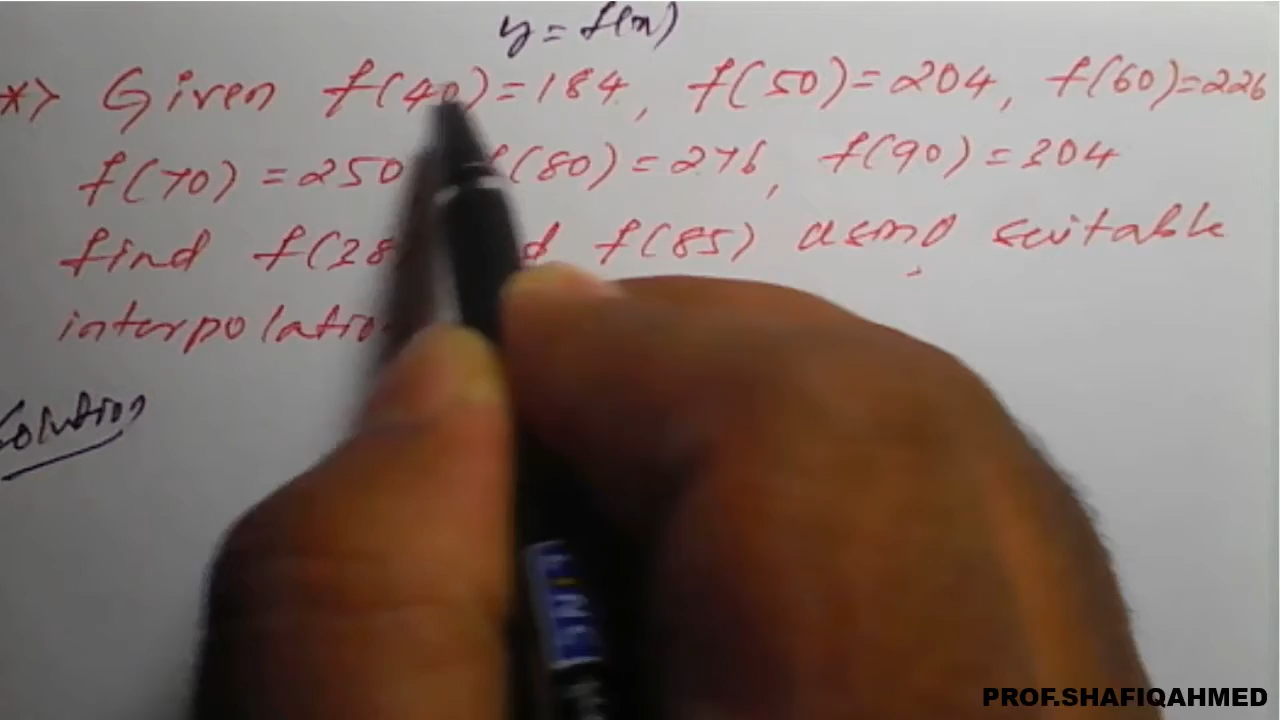 y = f(x)
*> Given f(40) = 184, f(50) = 204, f(60) = 226
f(70) = 250 f(80) = 276, f(90) = 304
find f(38 f(85) using suitable
interpolation
Solution
PROF.SHAFIQAHMED